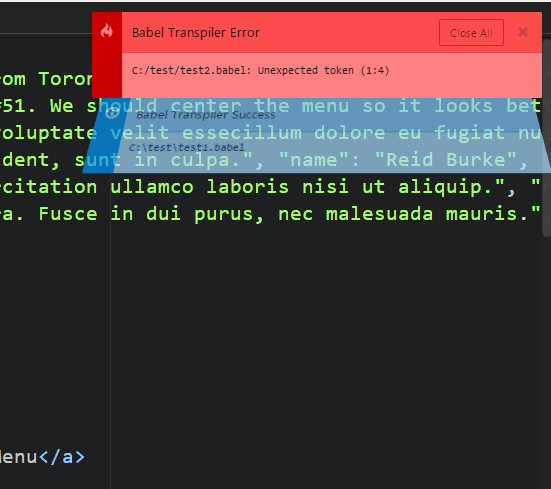 Babel Transpiler Error
Close All
C:/test/test2.babel: Unexpected token (1:4)
Babel Transpiler Success
C:\test\test1.babel
om Toron
51. We should center the menu so it looks bet
oluptate velit essecillum dolore eu fugiat nu
dent, sunt in culpa.", "name": "Reid Burke",
rcitation ullamco laboris nisi ut aliquip.", "
a. Fusce in dui purus, nec malesuada mauris."
Menu</a>